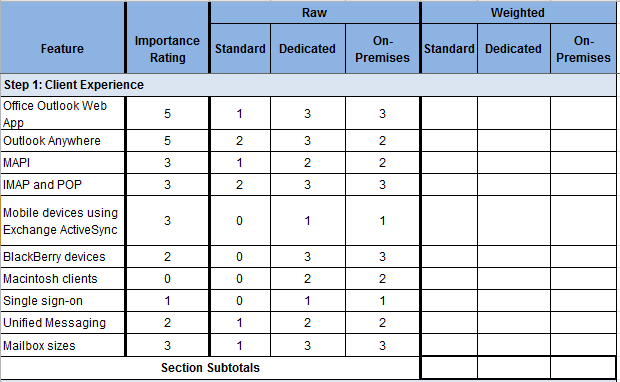 Raw Weighted
Feature Importance Rating Standard Dedicated On-Premises Standard Dedicated On-Premises
Step 1: Client Experience
Office Outlook Web App 5 1 3 3
Outlook Anywhere 5 2 3 2
MAPI 3 1 2 2
IMAP and POP 3 2 3 3
Mobile devices using Exchange ActiveSync 3 0 1 1
BlackBerry devices 2 0 3 3
Macintosh clients 0 0 2 2
Single sign-on 1 0 1 1
Unified Messaging 2 1 2 2
Mailbox sizes 3 1 3 3
Section Subtotals